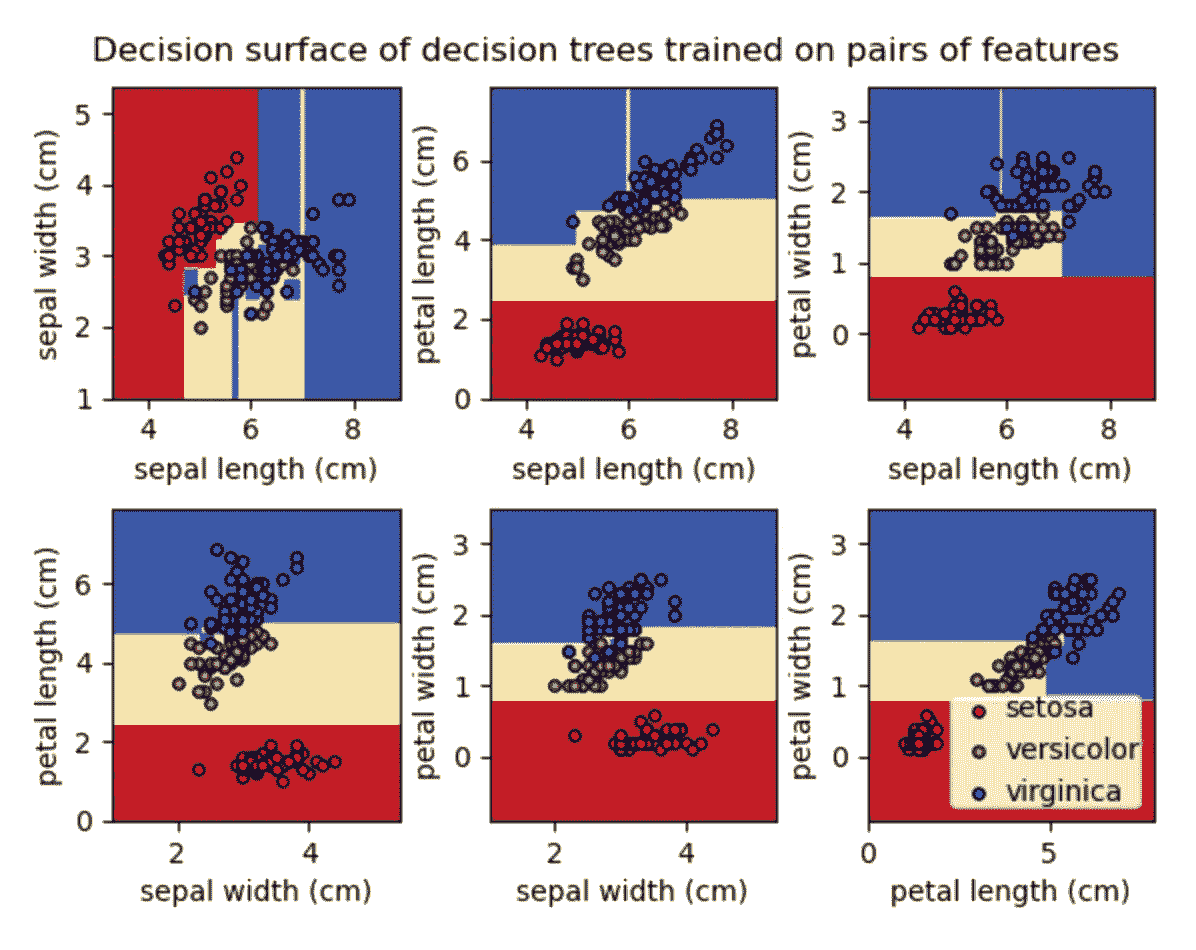 Decision surface of decision trees trained on pairs of features
sepal width (cm)
5
4
3
2
1
4 6 8
sepal length (cm)
petal length (cm)
6
4
2
0
4 6 8
sepal length (cm)
petal width (cm)
3
2
1
0
4 6 8
sepal length (cm)
petal length (cm)
6
4
2
0
2 4
sepal width (cm)
petal width (cm)
3
2
1
0
2 4
sepal width (cm)
petal width (cm)
3
2
1
0
0 5
petal length (cm)
setosa
versicolor
virginica